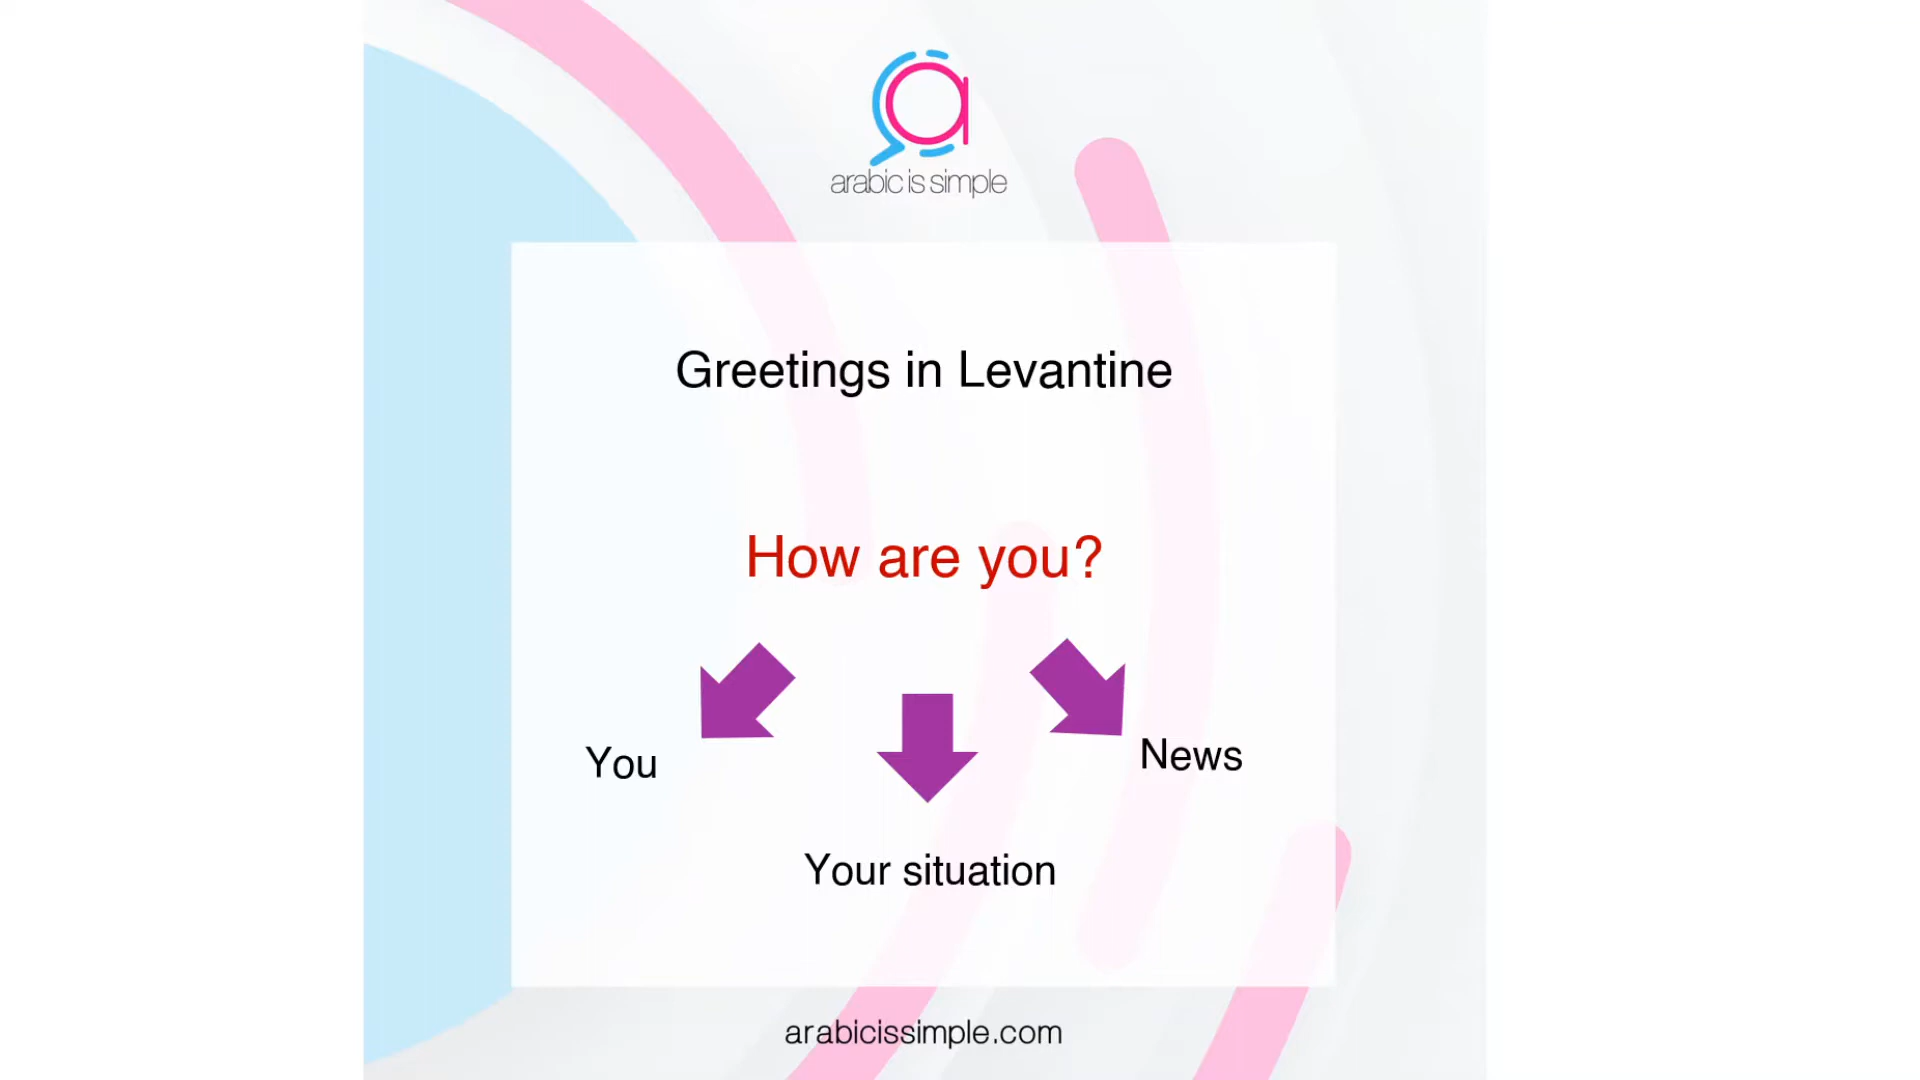 arabic is simple
Greetings in Levantine
How are you?
You
News
Your situation
arabicissimple.com